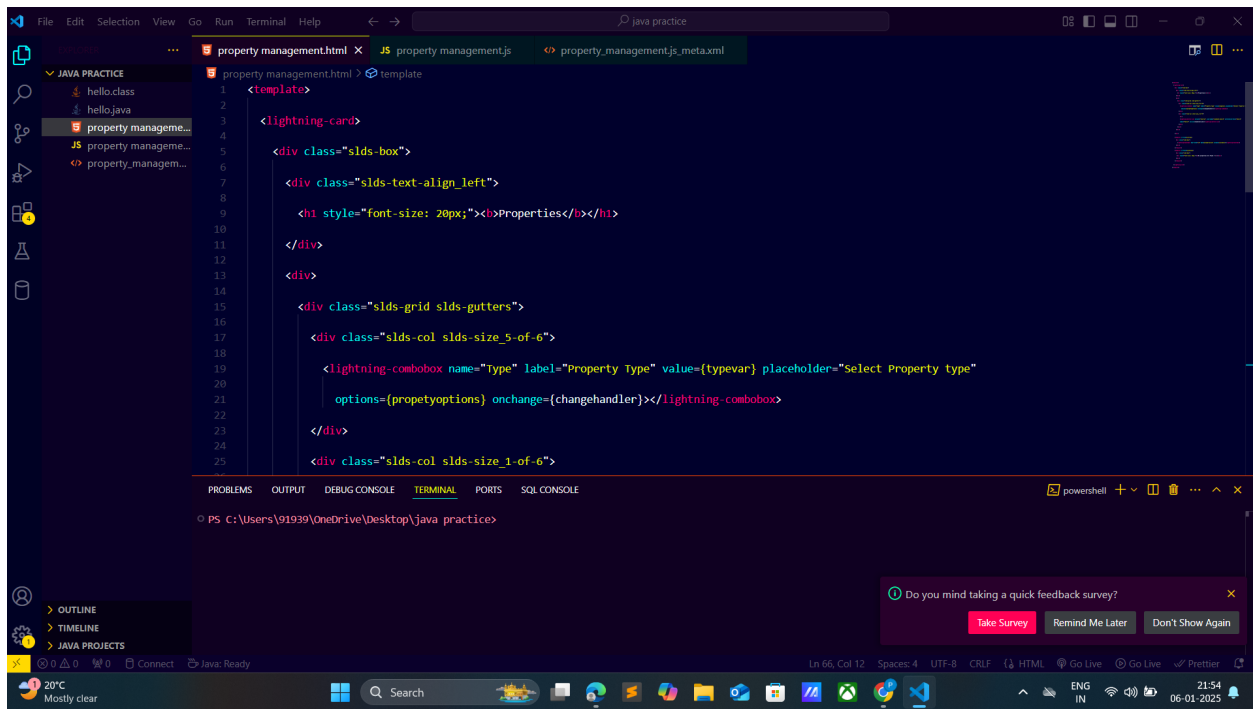 File Edit Selection View Go Run Terminal Help
java practice
property management.html
JS property management.js
property_management.js_meta.xml
JAVA PRACTICE
hello.class
hello.java
property manageme...
JS property manageme...
property_managem...
property management.html > template
1 <template>
2
3 <lightning-card>
4
5 <div class="slds-box">
6
7 <div class="slds-text-align_left">
8
9 <h1 style="font-size: 20px;"><b>Properties</b></h1>
10
11 </div>
12
13 <div>
14
15 <div class="slds-grid slds-gutters">
16
17 <div class="slds-col slds-size_5-of-6">
18
19 <lightning-combobox name="Type" label="Property Type" value={typevar} placeholder="Select Property type"
20
21 options={propetyoptions} onchange={changehandler}></lightning-combobox>
22
23 </div>
24
25 <div class="slds-col slds-size_1-of-6">
PROBLEMS OUTPUT DEBUG CONSOLE TERMINAL PORTS SQL CONSOLE
powershell
PS C:\Users\91939\OneDrive\Desktop\java practice>
Do you mind taking a quick feedback survey?
Take Survey Remind Me Later Don't Show Again
OUTLINE
TIMELINE
JAVA PROJECTS
4
1
0 0 0 Connect Java: Ready
Ln 66, Col 12 Spaces: 4 UTF-8 CRLF HTML Go Live Go Live Prettier
1
20°C
Mostly clear
Search
ENG
IN
21:54
06-01-2025